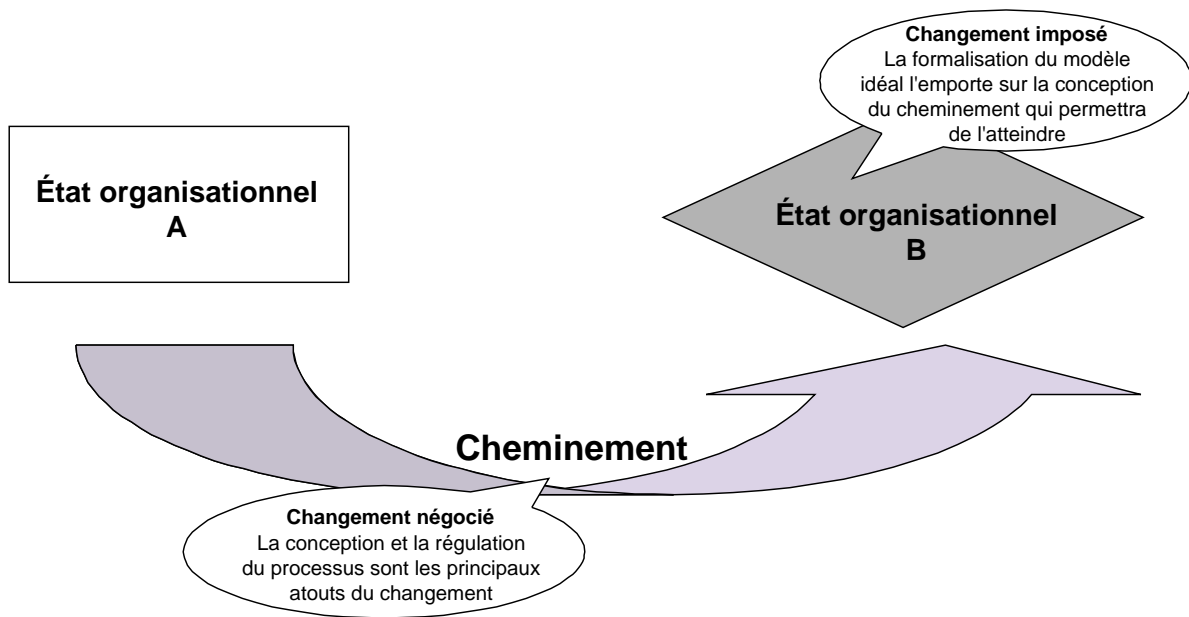 Changement imposé
La formalisation du modèle
idéal l'emporte sur la conception
du cheminement qui permettra
de l'atteindre
État organisationnel
A
État organisationnel
B
Cheminement
Changement négocié
La conception et la régulation
du processus sont les principaux
atouts du changement